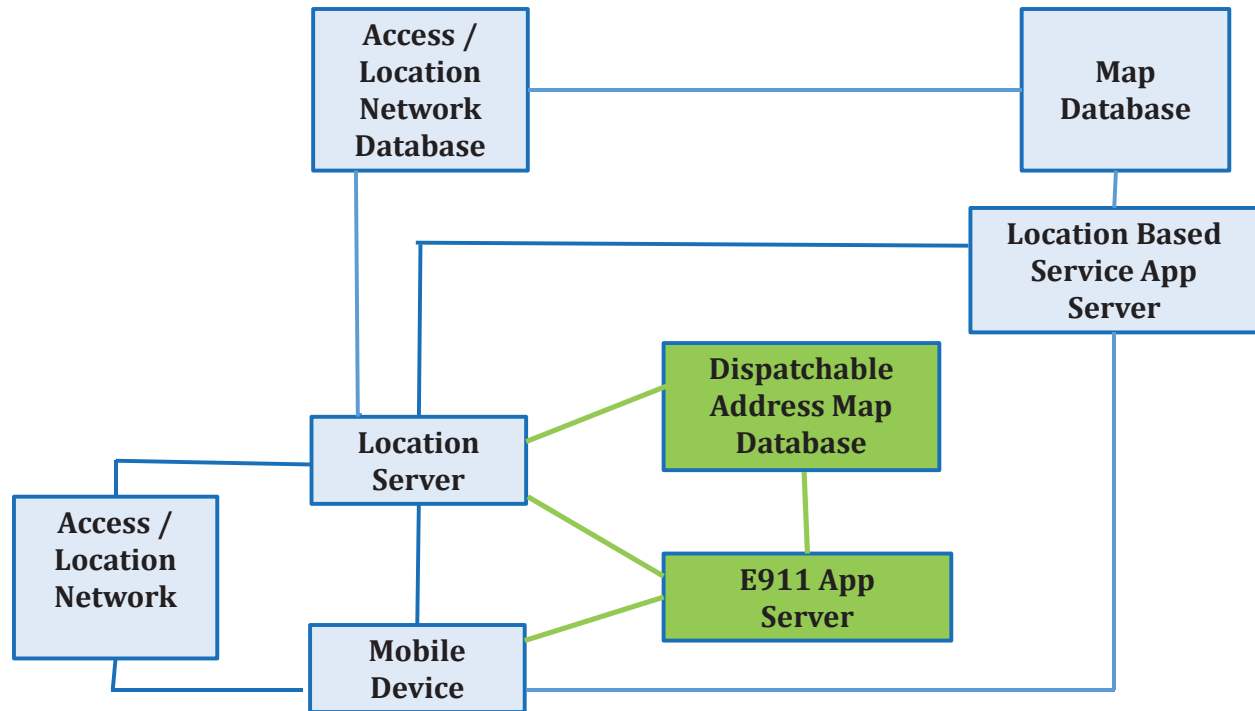 Access /
Location
Network
Database
Map
Database
Location Based
Service App
Server
Dispatchable
Address Map
Database
Location
Server
Access /
Location
Network
E911 App
Server
Mobile
Device